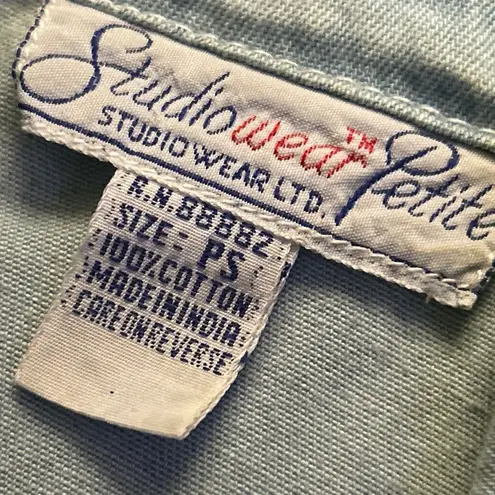 Studiowear™ Petite
STUDIO WEAR LTD.
R.N. 88882
SIZE- PS
100% COTTON
MADE IN INDIA
CARE ON REVERSE